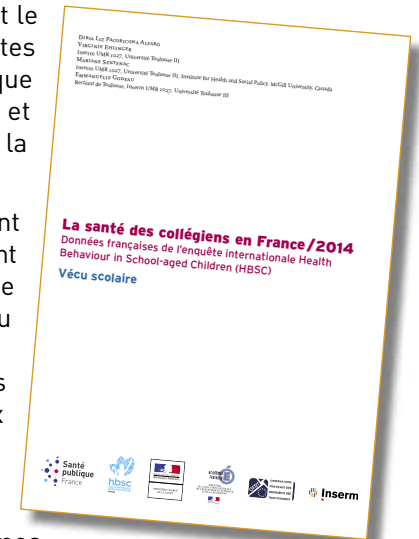 t le
tes
que
et
la
nt
nt
e
u
s
x
DIBIA LIZ PACORICONA ALFARO
VIRGINIE EHLINGER
Inserm UMR 1027, Université Toulouse III
MARIANE SENTENAC
Inserm UMR 1027, Université Toulouse III, Institute for Health and Social Policy, McGill University, Canada
EMMANUELLE GODEAU
Rectorat de Toulouse, Inserm UMR 1027, Université Toulouse III
La santé des collégiens en France/2014
Données françaises de l'enquête internationale Health
Behaviour in School-aged Children (HBSC)
Vécu scolaire
Santé
publique
France
hbsc
Inserm